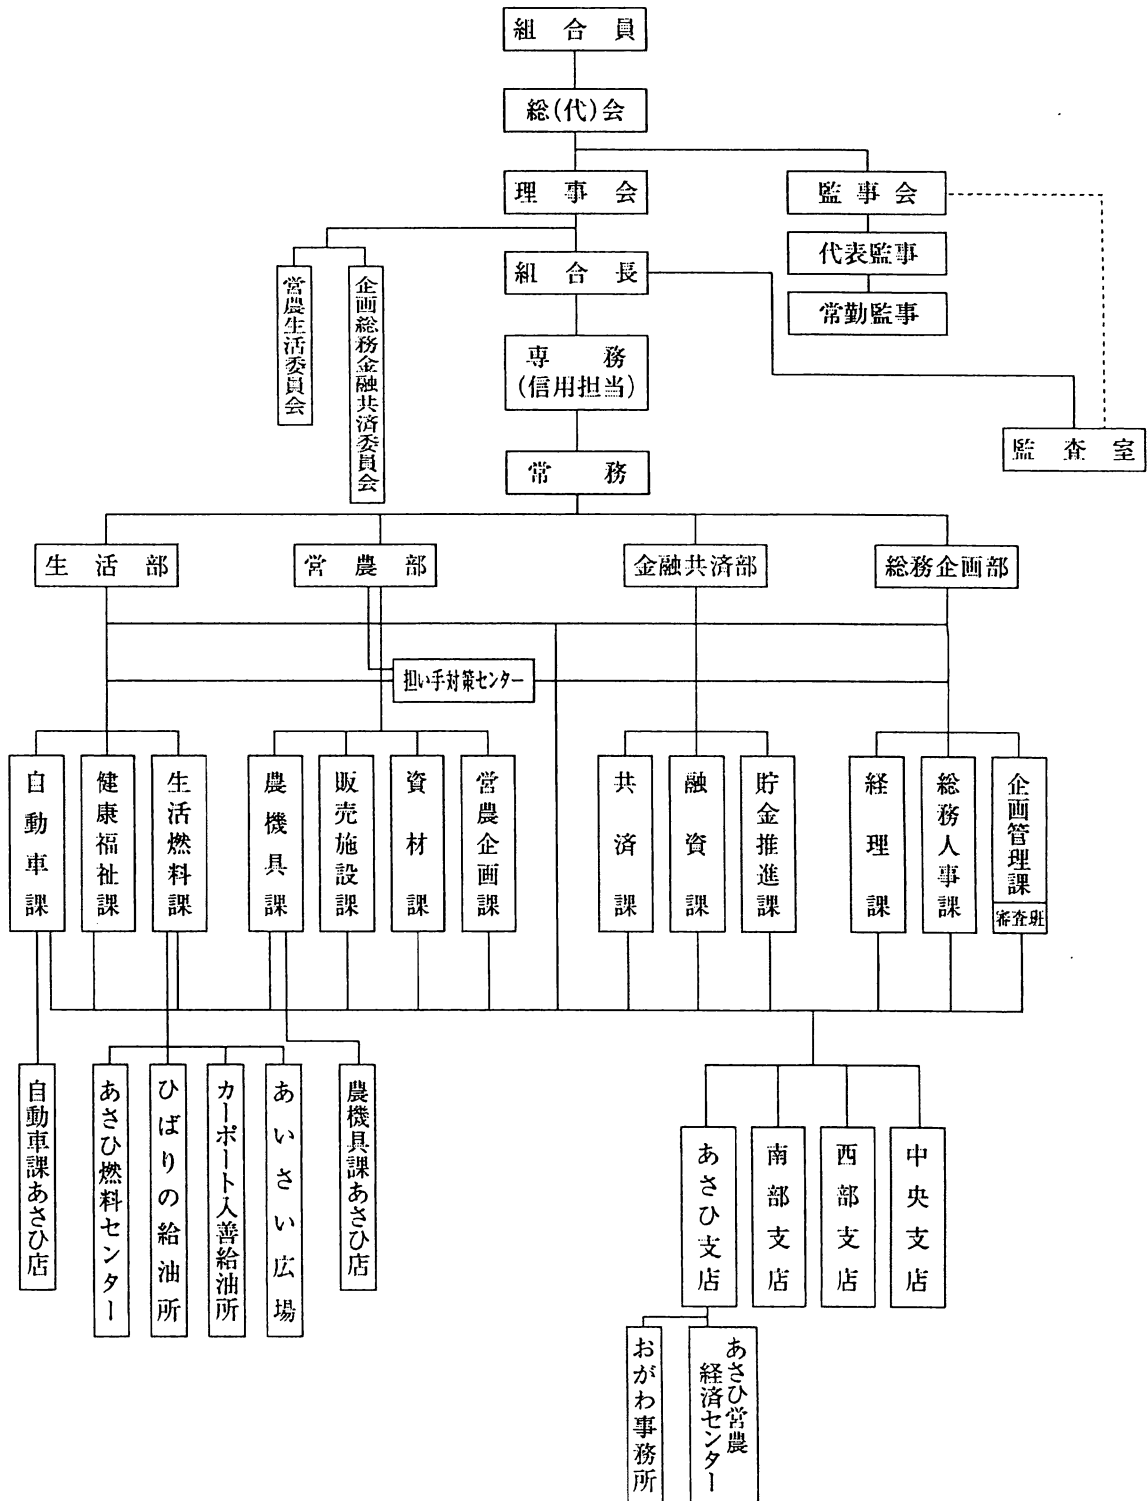 組合員
総(代)会
理事会
監事会
代表監事
常勤監事
組合長
営農生活委員会
企画総務金融共済委員会
専務
(信用担当)
監査室
常務
生活部
営農部
金融共済部
総務企画部
担い手対策センター
自動車課
健康福祉課
生活燃料課
農機具課
販売施設課
資材課
営農企画課
共済課
融資課
貯金推進課
経理課
総務人事課
企画管理課
審査班
自動車課あさひ店
あさひ燃料センター
ひばりの給油所
カーポート入善給油所
あいさい広場
農機具課あさひ店
あさひ支店
南部支店
西部支店
中央支店
おがわ事務所
あさひ営農
経済センター